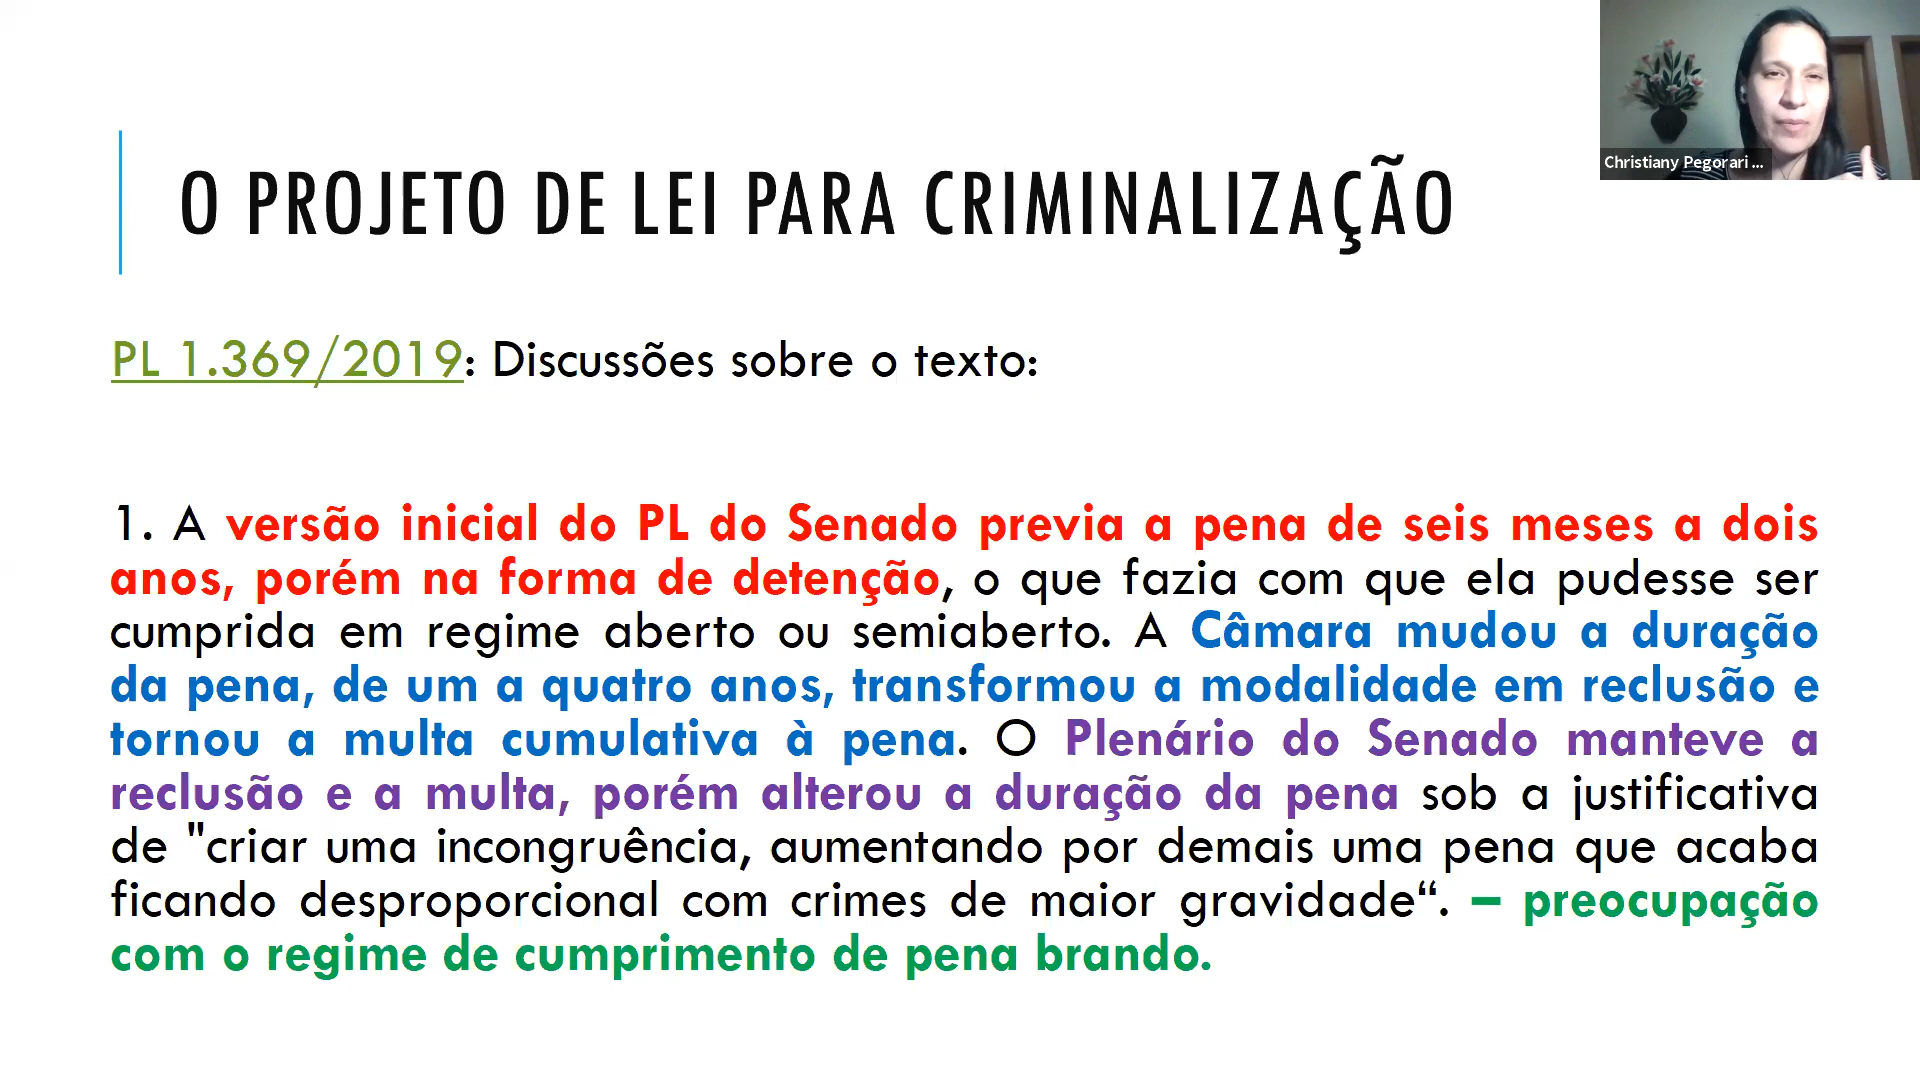 O PROJETO DE LEI PARA CRIMINALIZAÇÃO
Christiany Pegorari ...
PL 1.369/2019: Discussões sobre o texto:
1. A versão inicial do PL do Senado previa a pena de seis meses a dois
anos, porém na forma de detenção, o que fazia com que ela pudesse ser
cumprida em regime aberto ou semiaberto. A Câmara mudou a duração
da pena, de um a quatro anos, transformou a modalidade em reclusão e
tornou a multa cumulativa à pena. O Plenário do Senado manteve a
reclusão e a multa, porém alterou a duração da pena sob a justificativa
de "criar uma incongruência, aumentando por demais uma pena que acaba
ficando desproporcional com crimes de maior gravidade“. – preocupação
com o regime de cumprimento de pena brando.